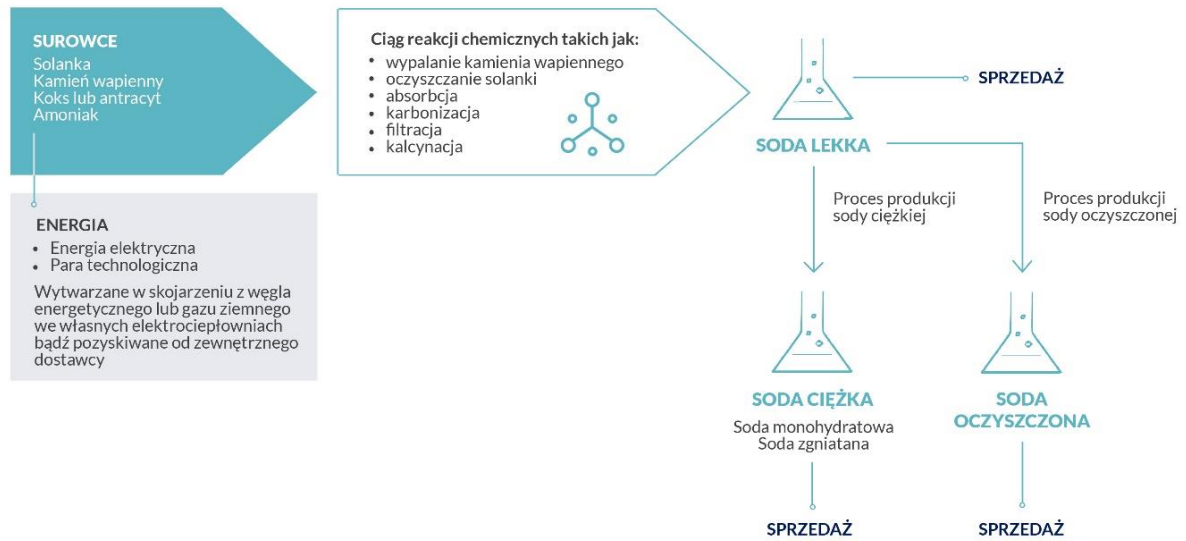 SUROWCE
Solanka
Kamień wapienny
Koks lub antracyt
Amoniak
ENERGIA
• Energia elektryczna
• Para technologiczna
Wytwarzane w skojarzeniu z węgla
energetycznego lub gazu ziemnego
we własnych elektrociepłowniach
bądź pozyskiwane od zewnętrznego
dostawcy
Ciąg reakcji chemicznych takich jak:
• wypalanie kamienia wapiennego
• oczyszczanie solanki
• absorbcja
• karbonizacja
• filtracja
• kalcynacja
SPRZEDAŻ
SODA LEKKA
Proces produkcji
sody ciężkiej
Proces produkcji
sody oczyszczonej
SODA CIĘŻKA
Soda monohydratowa
Soda zgniatana
SPRZEDAŻ
SODA
OCZYSZCZONA
SPRZEDAŻ